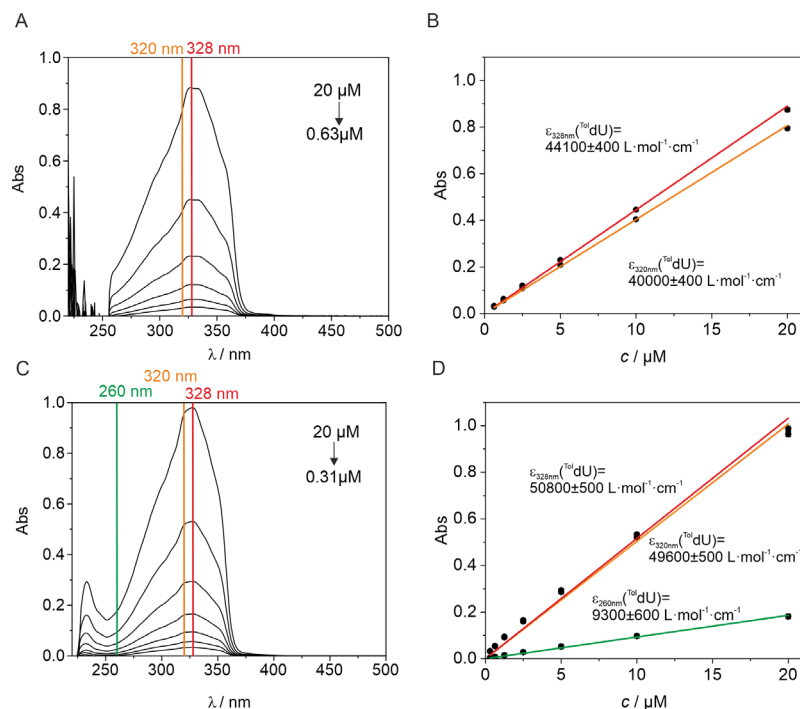 A
320 nm 328 nm
20 µM
0.63µM
Abs
1.0
0.8
0.6
0.4
0.2
0.0
250 300 350 400 450 500
λ / nm
B
Abs
1.0
0.8
0.6
0.4
0.2
0.0
ε328nm(ToldU)=
44100±400 L·mol⁻¹·cm⁻¹
ε320nm(ToldU)=
40000±400 L·mol⁻¹·cm⁻¹
0 5 10 15 20
c / µM
C
320 nm
260 nm 328 nm
20 µM
0.31µM
Abs
1.0
0.8
0.6
0.4
0.2
0.0
250 300 350 400 450 500
λ / nm
D
Abs
1.0
0.8
0.6
0.4
0.2
0.0
ε328nm(ToldU)=
50800±500 L·mol⁻¹·cm⁻¹
ε320nm(ToldU)=
49600±500 L·mol⁻¹·cm⁻¹
ε260nm(ToldU)=
9300±600 L·mol⁻¹·cm⁻¹
0 5 10 15 20
c / µM